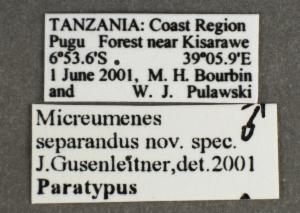 TANZANIA: Coast Region
Pugu Forest near Kisarawe
6°53.6'S 39°05.9'E
1 June 2001, M. H. Bourbin
and W. J. Pulawski
Micreumenes ♂
separandus nov. spec.
J.Gusenleitner,det.2001
Paratypus